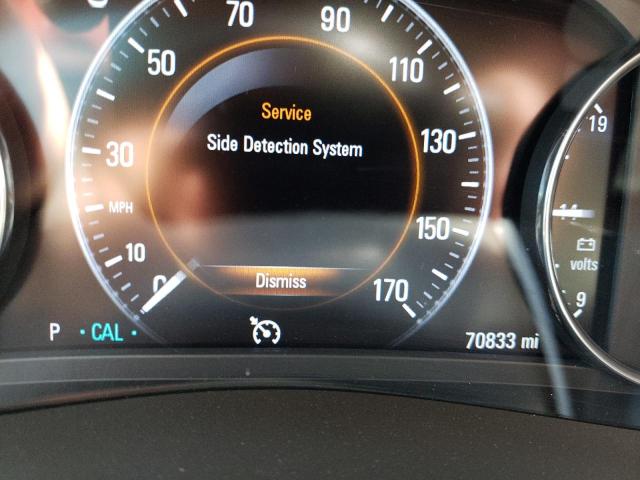 70
90
50
110
Service
19
Side Detection System
130
30
MPH
14
150
10
volts
0
Dismiss
170
9
P · CAL ·
70833 mi